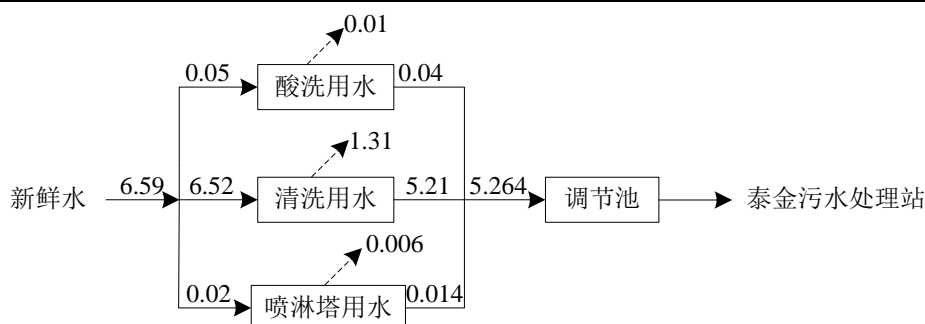 0.01
0.05
酸洗用水
0.04
1.31
新鲜水
6.59
6.52
清洗用水
5.21
5.264
调节池
泰金污水处理站
0.006
0.02
喷淋塔用水
0.014